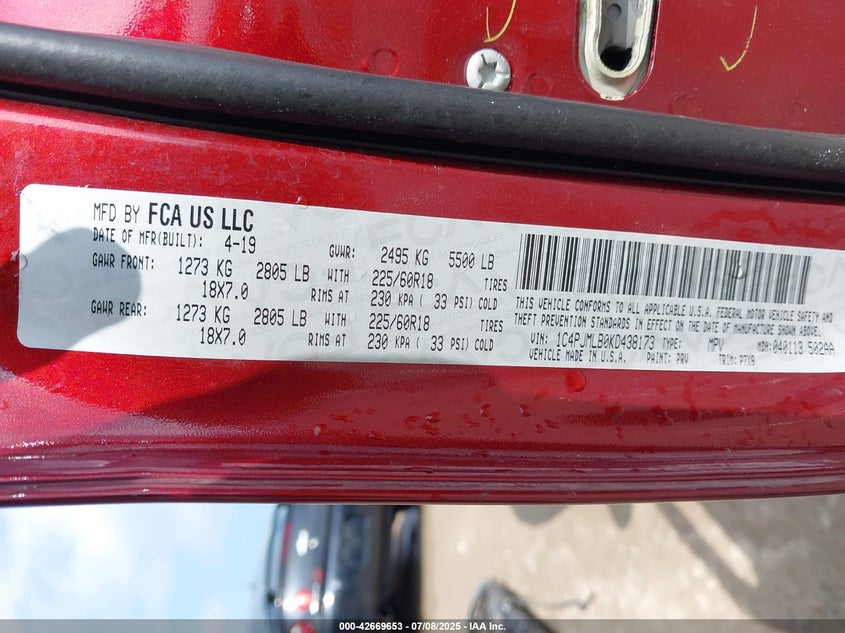 MFD BY FCA US LLC
DATE OF MFR(BUILT): 4-19 GVWR: 2495 KG 5500 LB
GAWR FRONT: 1273 KG 2805 LB WITH 225/60R18 TIRES
18X7.0 RIMS AT 230 KPA ( 33 PSI) COLD
GAWR REAR: 1273 KG 2805 LB WITH 225/60R18 TIRES
18X7.0 RIMS AT 230 KPA ( 33 PSI) COLD
THIS VEHICLE CONFORMS TO ALL APPLICABLE U.S.A. FEDERAL MOTOR VEHICLE SAFETY AND
THEFT PREVENTION STANDARDS IN EFFECT ON THE DATE OF MANUFACTURE SHOWN ABOVE.
VIN: 1C4PJMLB0KD438173 TYPE: MPV MDH: 040113 502AA
VEHICLE MADE IN U.S.A. PAINT: PRV TRIM:
000-42669653 - 07/08/2025 - IAA Inc.